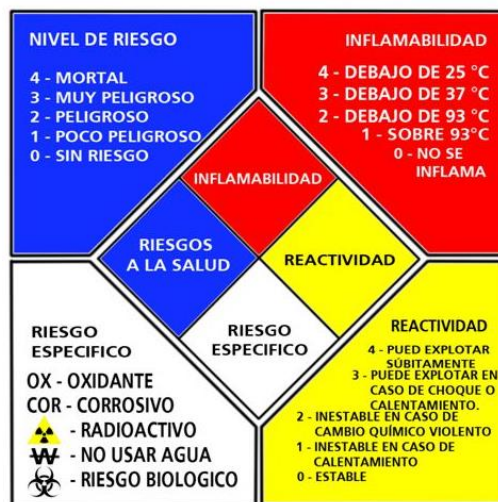 NIVEL DE RIESGO
4 - MORTAL
3 - MUY PELIGROSO
2 - PELIGROSO
1 - POCO PELIGROSO
0 - SIN RIESGO
INFLAMABILIDAD
4 - DEBAJO DE 25 °C
3 - DEBAJO DE 37 °C
2 - DEBAJO DE 93 °C
1 - SOBRE 93°C
0 - NO SE
INFLAMA
INFLAMABILIDAD
RIESGOS
A LA SALUD
REACTIVIDAD
RIESGO
ESPECIFICO
RIESGO
ESPECIFICO
OX - OXIDANTE
COR - CORROSIVO
- RADIOACTIVO
W - NO USAR AGUA
- RIESGO BIOLOGICO
REACTIVIDAD
4 - PUED EXPLOTAR
SÚBITAMENTE
3 - PUEDE EXPLOTAR EN
CASO DE CHOQUE O
CALENTAMIENTO.
2 - INESTABLE EN CASO DE
CAMBIO QUÍMICO VIOLENTO
1 - INESTABLE EN CASO DE
CALENTAMIENTO
0 - ESTABLE